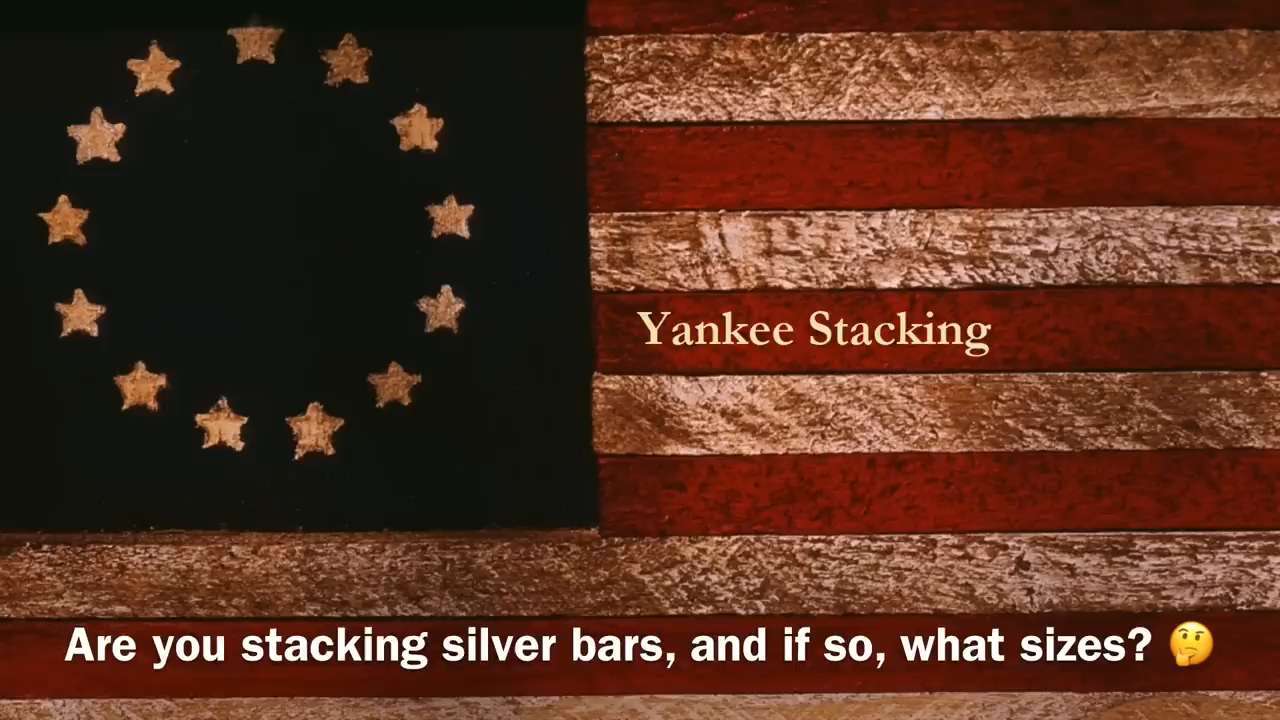 Yankee Stacking
Are you stacking silver bars, and if so, what sizes? 🤔